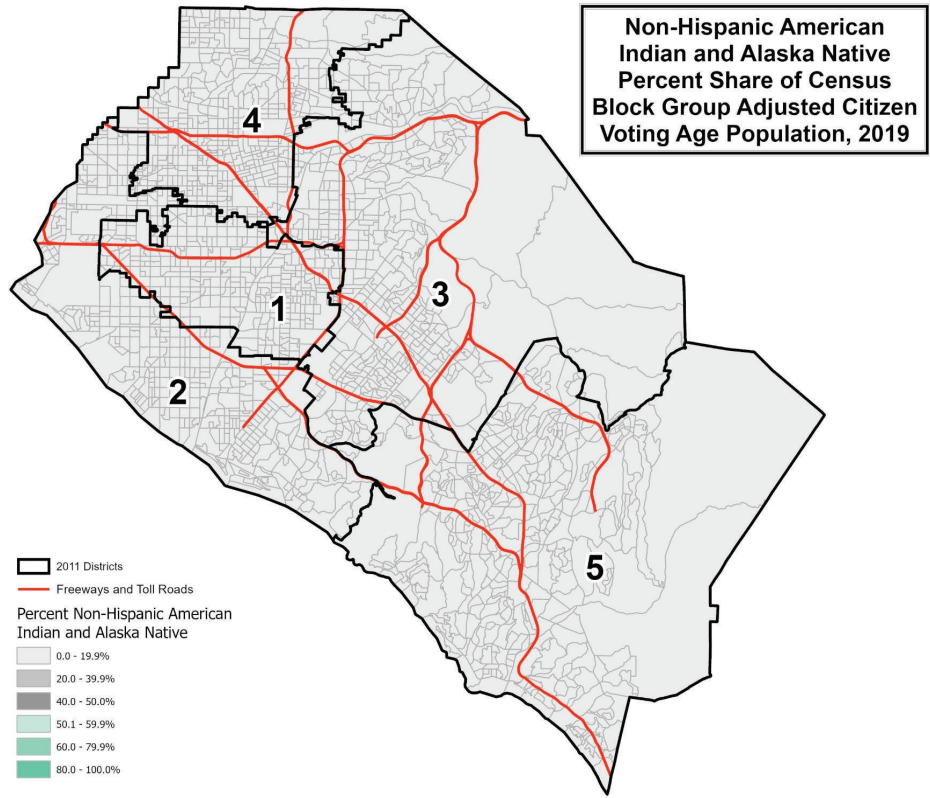 Non-Hispanic American
Indian and Alaska Native
Percent Share of Census
Block Group Adjusted Citizen
Voting Age Population, 2019
4
3
1
2
5
2011 Districts
Freeways and Toll Roads
Percent Non-Hispanic American
Indian and Alaska Native
0.0 - 19.9%
20.0 - 39.9%
40.0 - 50.0%
50.1 - 59.9%
60.0 - 79.9%
80.0 - 100.0%